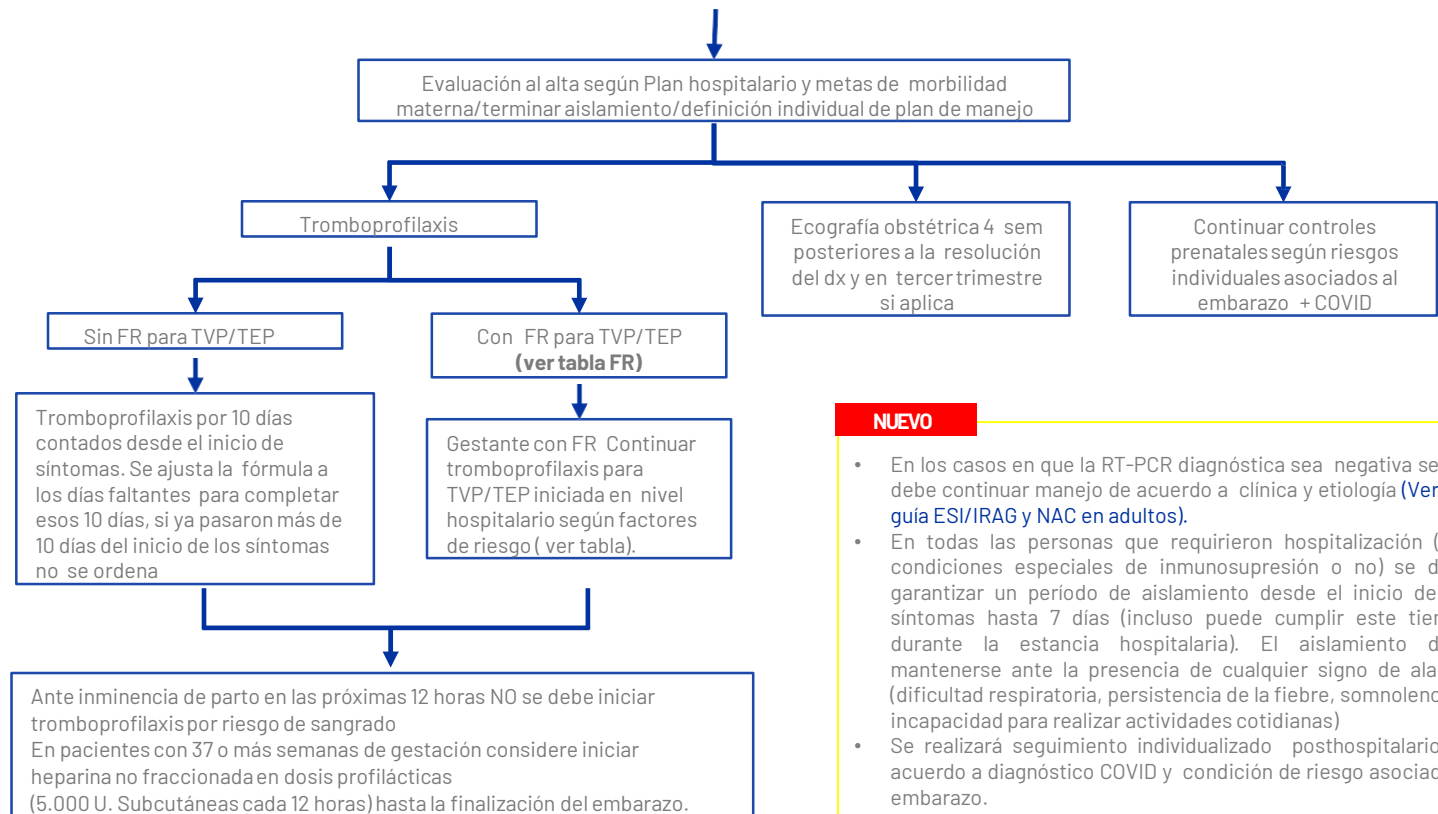 Evaluación al alta según Plan hospitalario y metas de morbilidad
materna/terminar aislamiento/definición individual de plan de manejo
Tromboprofilaxis
Ecografía obstétrica 4 sem
posteriores a la resolución
del dx y en tercer trimestre
si aplica
Continuar controles
prenatales según riesgos
individuales asociados al
embarazo + COVID
Sin FR para TVP/TEP
Con FR para TVP/TEP
(ver tabla FR)
Tromboprofilaxis por 10 días
contados desde el inicio de
síntomas. Se ajusta la fórmula a
los días faltantes para completar
esos 10 días, si ya pasaron más de
10 días del inicio de los síntomas
no se ordena
Gestante con FR Continuar
tromboprofilaxis para
TVP/TEP iniciada en nivel
hospitalario según factores
de riesgo ( ver tabla).
Ante inminencia de parto en las próximas 12 horas NO se debe iniciar
tromboprofilaxis por riesgo de sangrado
En pacientes con 37 o más semanas de gestación considere iniciar
heparina no fraccionada en dosis profilácticas
(5.000 U. Subcutáneas cada 12 horas) hasta la finalización del embarazo.
NUEVO
• En los casos en que la RT-PCR diagnóstica sea negativa se
debe continuar manejo de acuerdo a clínica y etiología (Ver
guía ESI/IRAG y NAC en adultos).
• En todas las personas que requirieron hospitalización (
condiciones especiales de inmunosupresión o no) se d
garantizar un período de aislamiento desde el inicio de
síntomas hasta 7 días (incluso puede cumplir este tie
durante la estancia hospitalaria). El aislamiento d
mantenerse ante la presencia de cualquier signo de ala
(dificultad respiratoria, persistencia de la fiebre, somnolenc
incapacidad para realizar actividades cotidianas)
• Se realizará seguimiento individualizado posthospitalario
acuerdo a diagnóstico COVID y condición de riesgo asociad
embarazo.